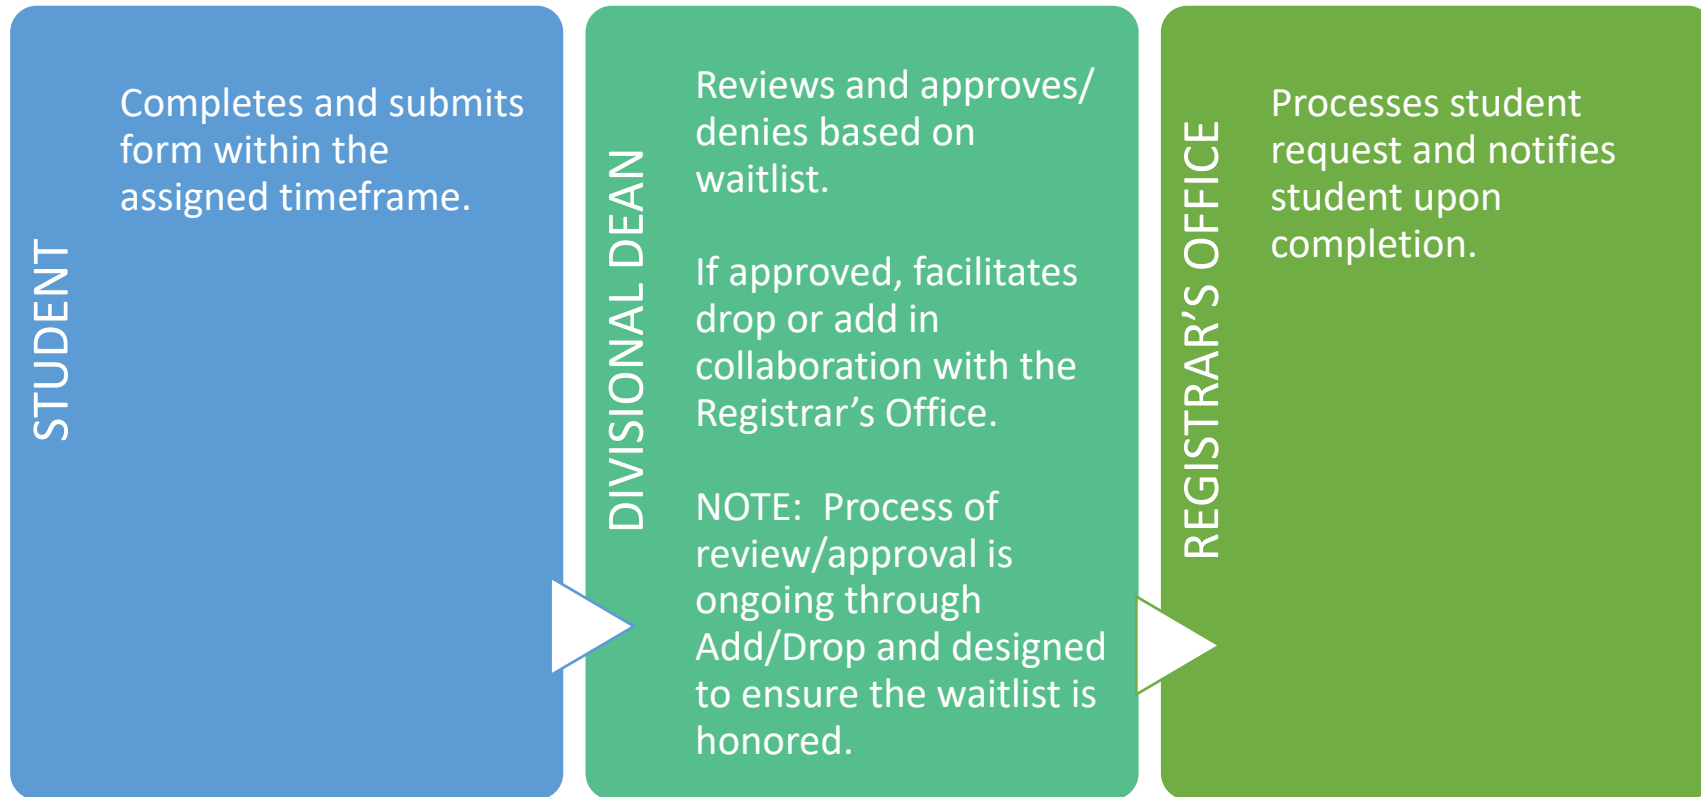 STUDENT
Completes and submits
form within the
assigned timeframe.
DIVISIONAL DEAN
Reviews and approves/
denies based on
waitlist.
If approved, facilitates
drop or add in
collaboration with the
Registrar’s Office.
NOTE:  Process of
review/approval is
ongoing through
Add/Drop and designed
to ensure the waitlist is
honored.
REGISTRAR’S OFFICE
Processes student
request and notifies
student upon
completion.